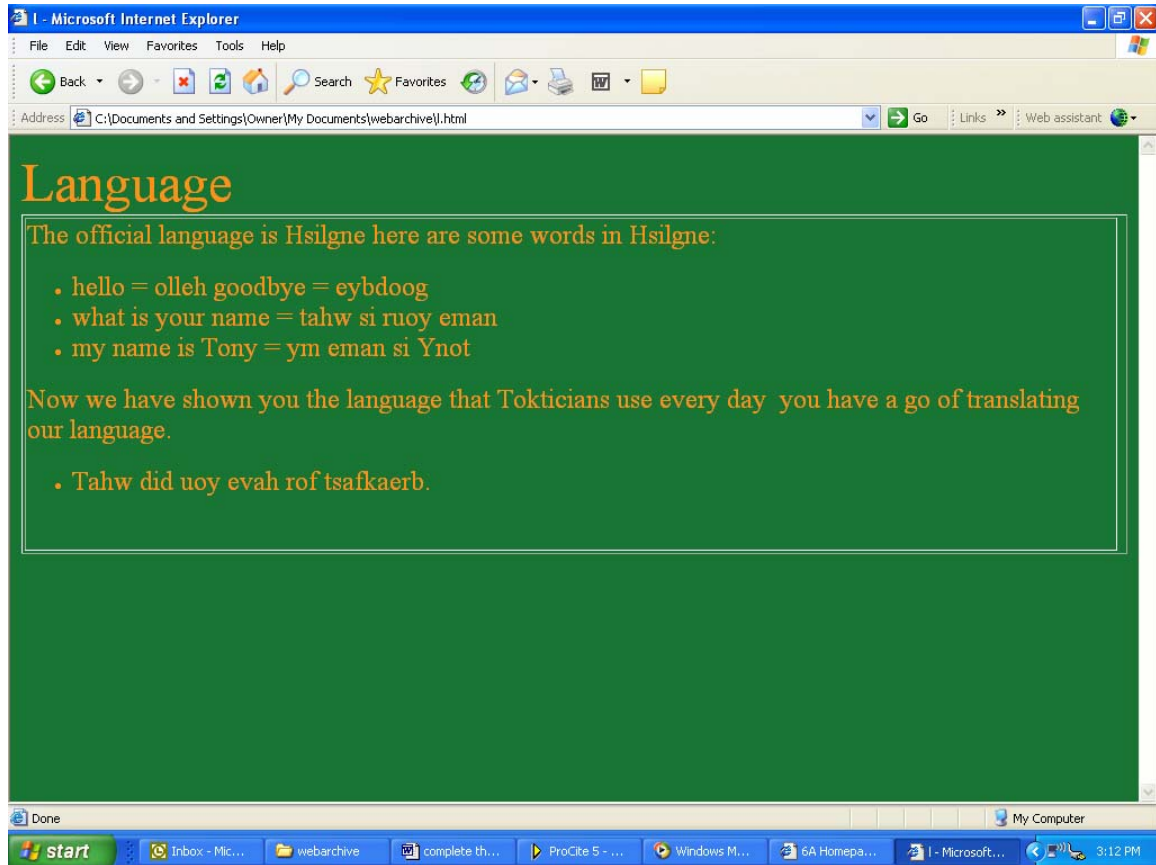 l - Microsoft Internet Explorer
File Edit View Favorites Tools Help
Back Search Favorites
Address C:\Documents and Settings\Owner\My Documents\webarchive\l.html Go Links » Web assistant
Language
The official language is Hsilgne here are some words in Hsilgne:
• hello = olleh goodbye = eybdoog
• what is your name = tahw si ruoy eman
• my name is Tony = ym eman si Ynot
Now we have shown you the language that Tokticians use every day you have a go of translating
our language.
• Tahw did uoy evah rof tsafkaerb.
Done My Computer
start Inbox - Mic... webarchive complete th... ProCite 5 - ... Windows M... 6A Homepa... l - Microsoft... 3:12 PM